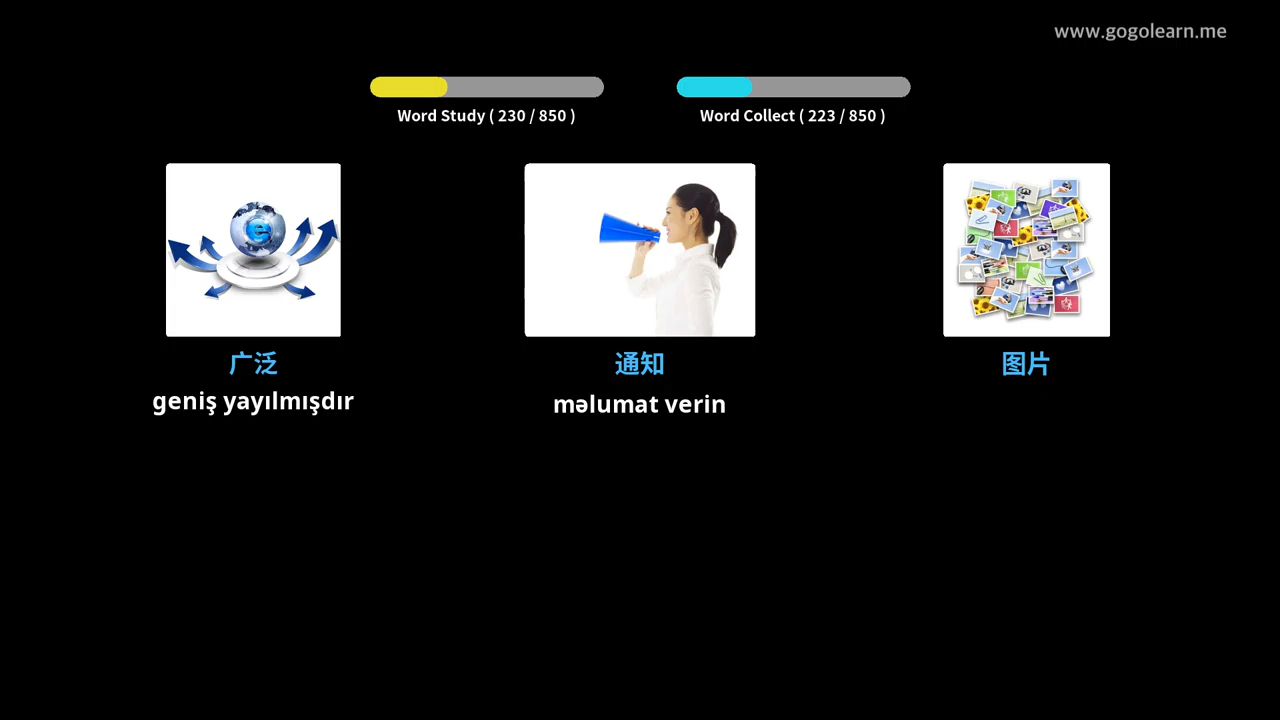 www.gogolearn.me
Word Study ( 230 / 850 )
Word Collect ( 223 / 850 )
e
广泛
通知
图片
geniş yayılmışdır
məlumat verin